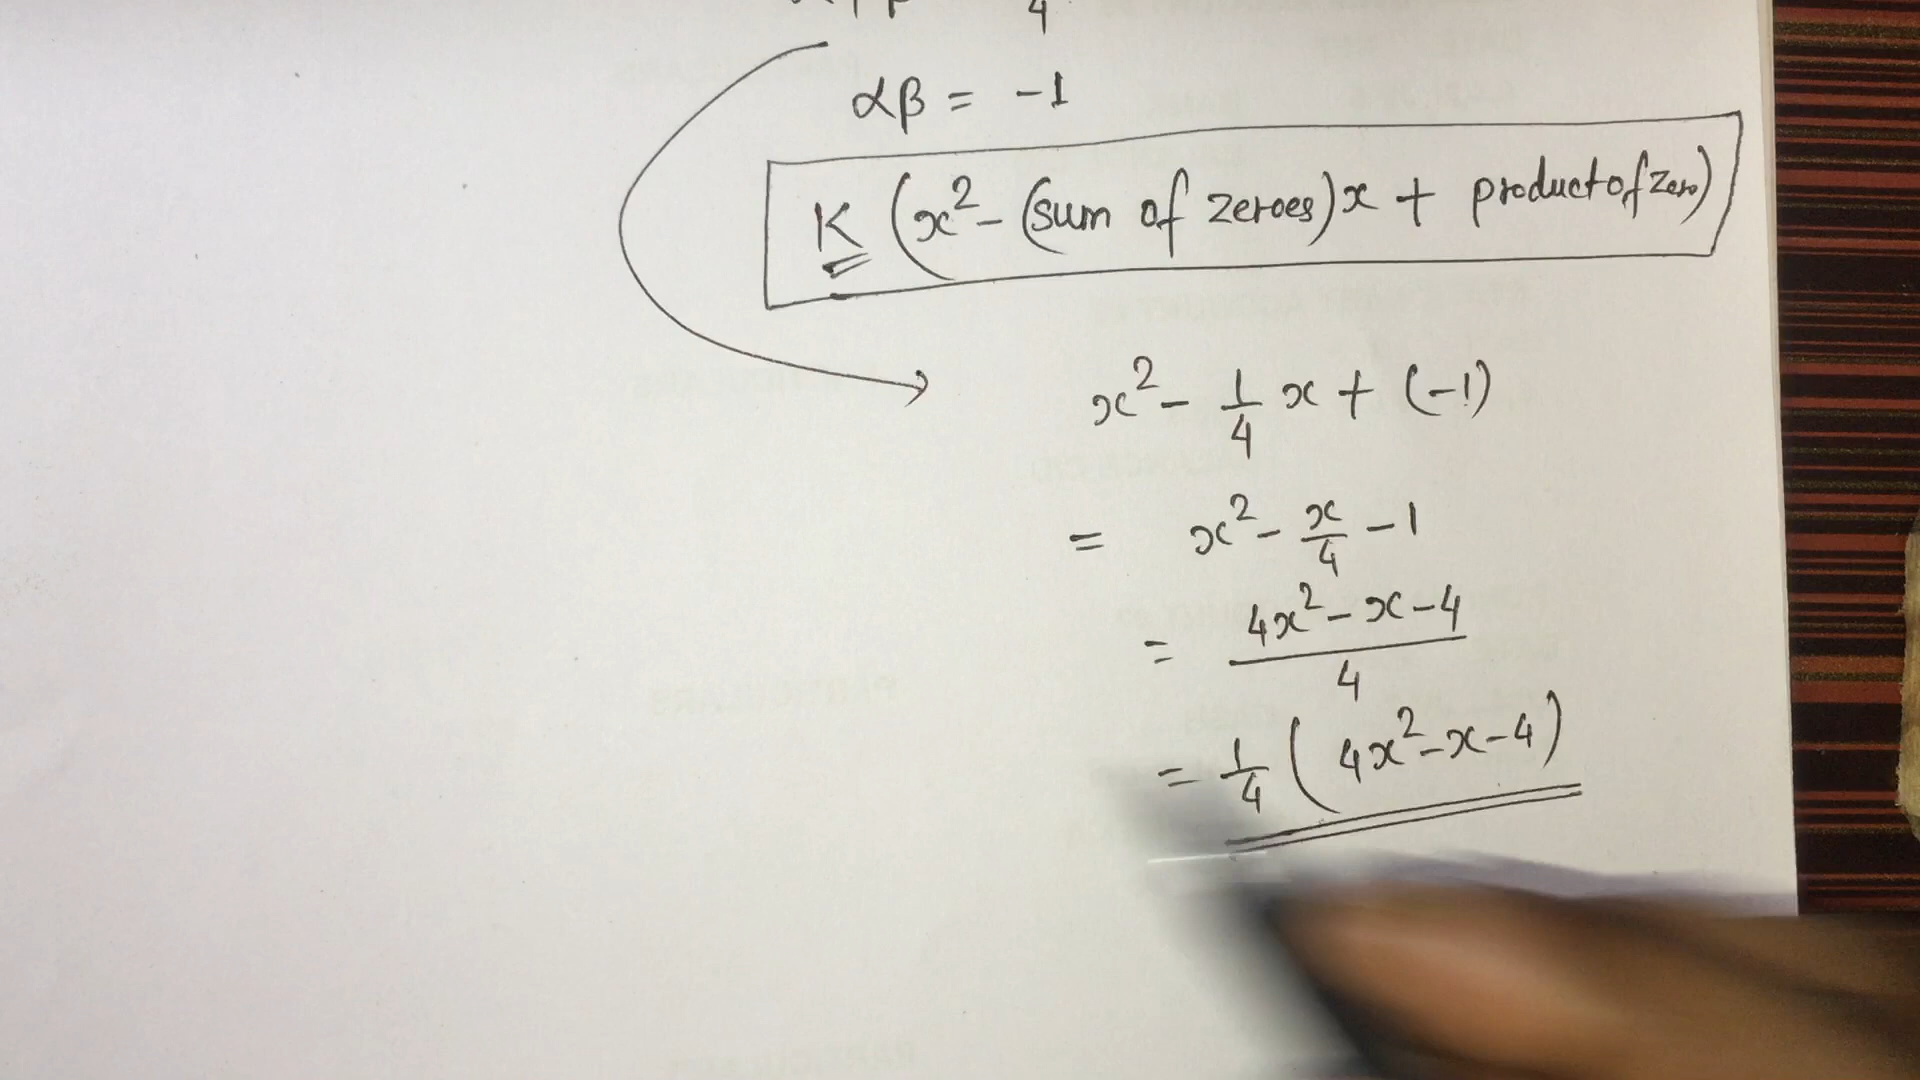 4
αβ = -1
K (x² - (sum of zeroes)x + product of zero)
x² - 1/4 x + (-1)
= x² - x/4 - 1
= 4x² - x - 4 / 4
= 1/4 (4x² - x - 4)